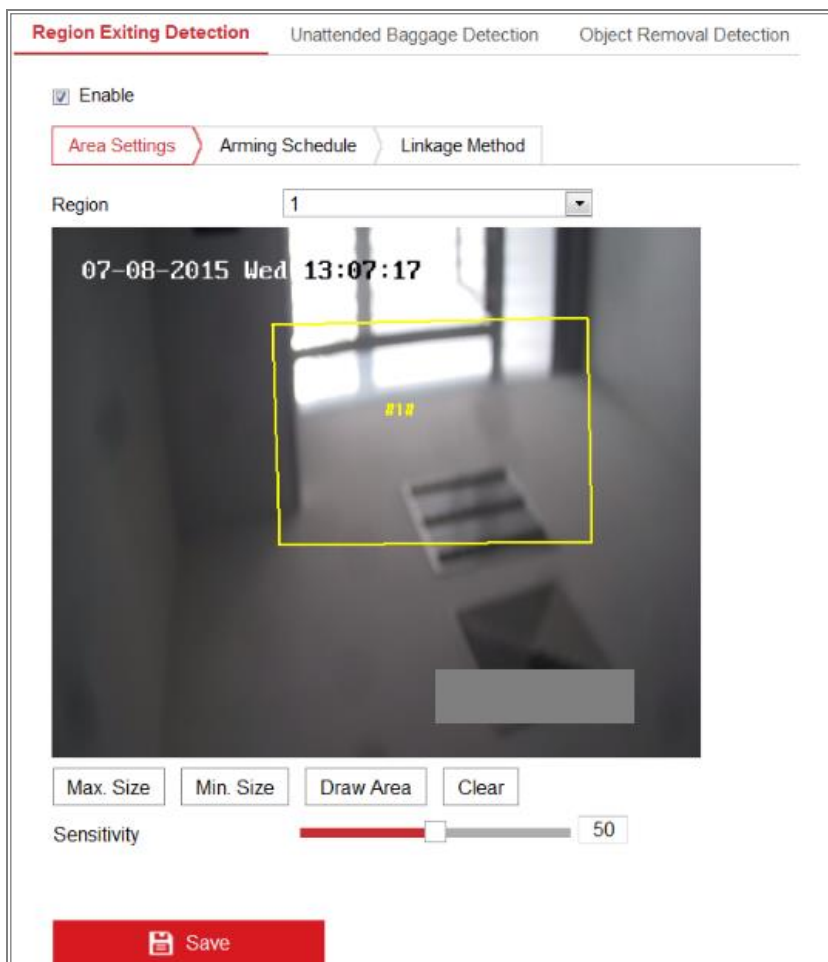 Region Exiting Detection Unattended Baggage Detection Object Removal Detection
Enable
Area Settings Arming Schedule Linkage Method
Region 1
07-08-2015 Wed 13:07:17
#1#
Max. Size Min. Size Draw Area Clear
Sensitivity 50
Save